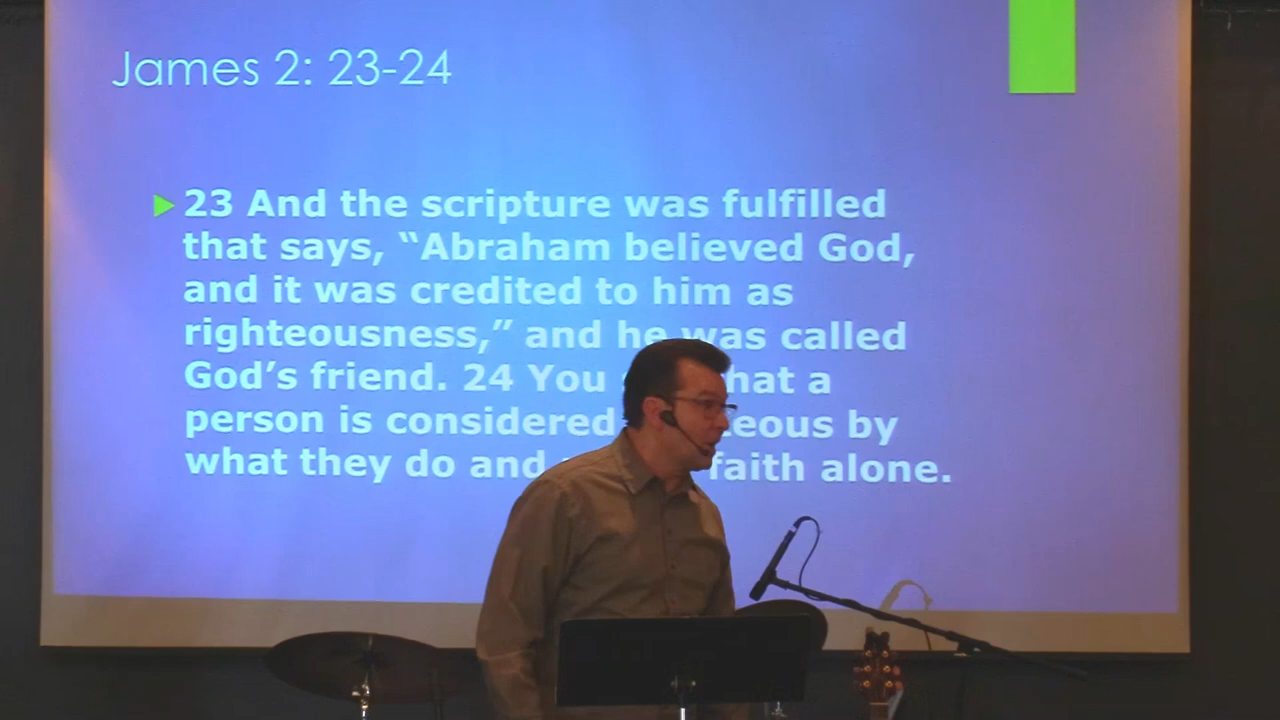 James 2: 23-24
23 And the scripture was fulfilled
that says, “Abraham believed God,
and it was credited to him as
righteousness,” and he was called
God’s friend. 24 You that a
person is considered by
what they do and faith alone.